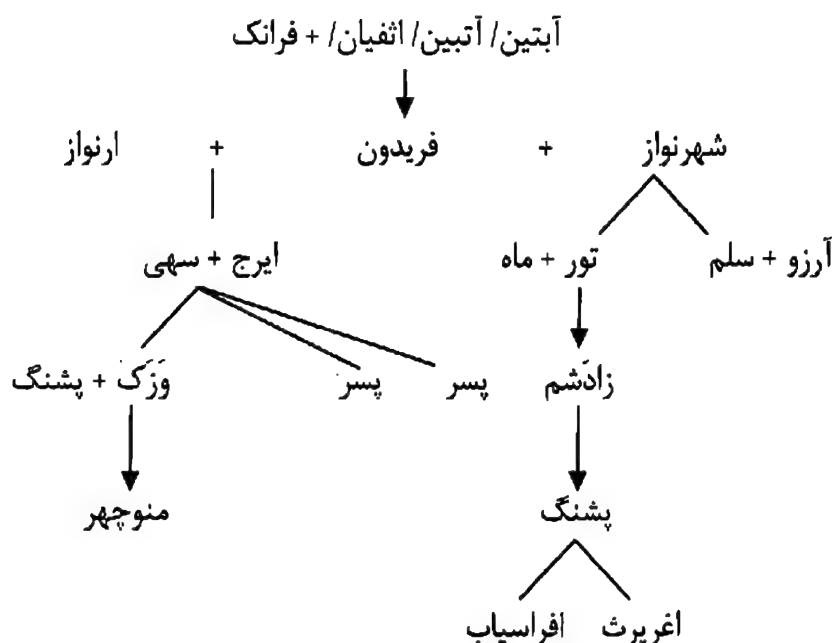 آبتین/ آتبین/ اثفیان/ + فرانک
شهرنواز + فریدون + ارنواز
آرزو + سلم تور + ماه ایرج + سهی
زادَشم پسر پسر وَزَک + پشنگ
پشنگ منوچهر
اغریرث افراسیاب